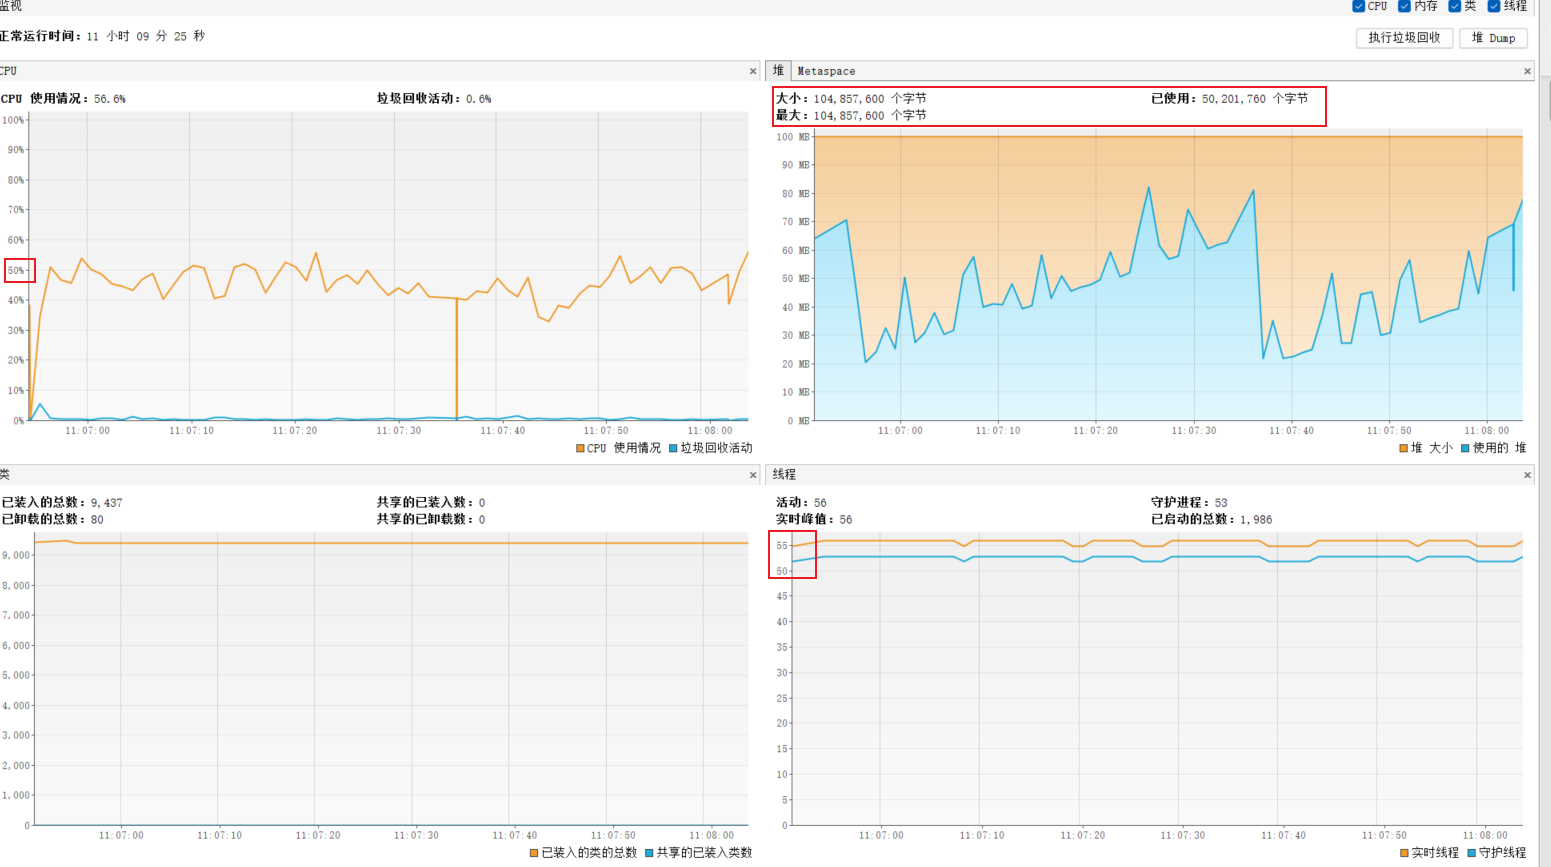 监视
CPU 内存 类 线程
正常运行时间：11 小时 09 分 25 秒
执行垃圾回收 堆 Dump
CPU
CPU 使用情况：56.6%
垃圾回收活动：0.6%
100%
90%
80%
70%
60%
50%
40%
30%
20%
10%
0%
11:07:00 11:07:10 11:07:20 11:07:30 11:07:40 11:07:50 11:08:00
CPU 使用情况 垃圾回收活动
堆 Metaspace
大小：104,857,600 个字节
已使用：50,201,760 个字节
最大：104,857,600 个字节
100 MB
90 MB
80 MB
70 MB
60 MB
50 MB
40 MB
30 MB
20 MB
10 MB
0 MB
11:07:00 11:07:10 11:07:20 11:07:30 11:07:40 11:07:50 11:08:00
堆 大小 使用的 堆
类
已装入的总数：9,437
共享的已装入数：0
已卸载的总数：80
共享的已卸载数：0
9,000
8,000
7,000
6,000
5,000
4,000
3,000
2,000
1,000
0
11:07:00 11:07:10 11:07:20 11:07:30 11:07:40 11:07:50 11:08:00
已装入的类的总数 共享的已装入类数
线程
活动：56
守护进程：53
实时峰值：56
已启动的总数：1,986
55
50
45
40
35
30
25
20
15
10
5
0
11:07:00 11:07:10 11:07:20 11:07:30 11:07:40 11:07:50 11:08:00
实时线程 守护线程